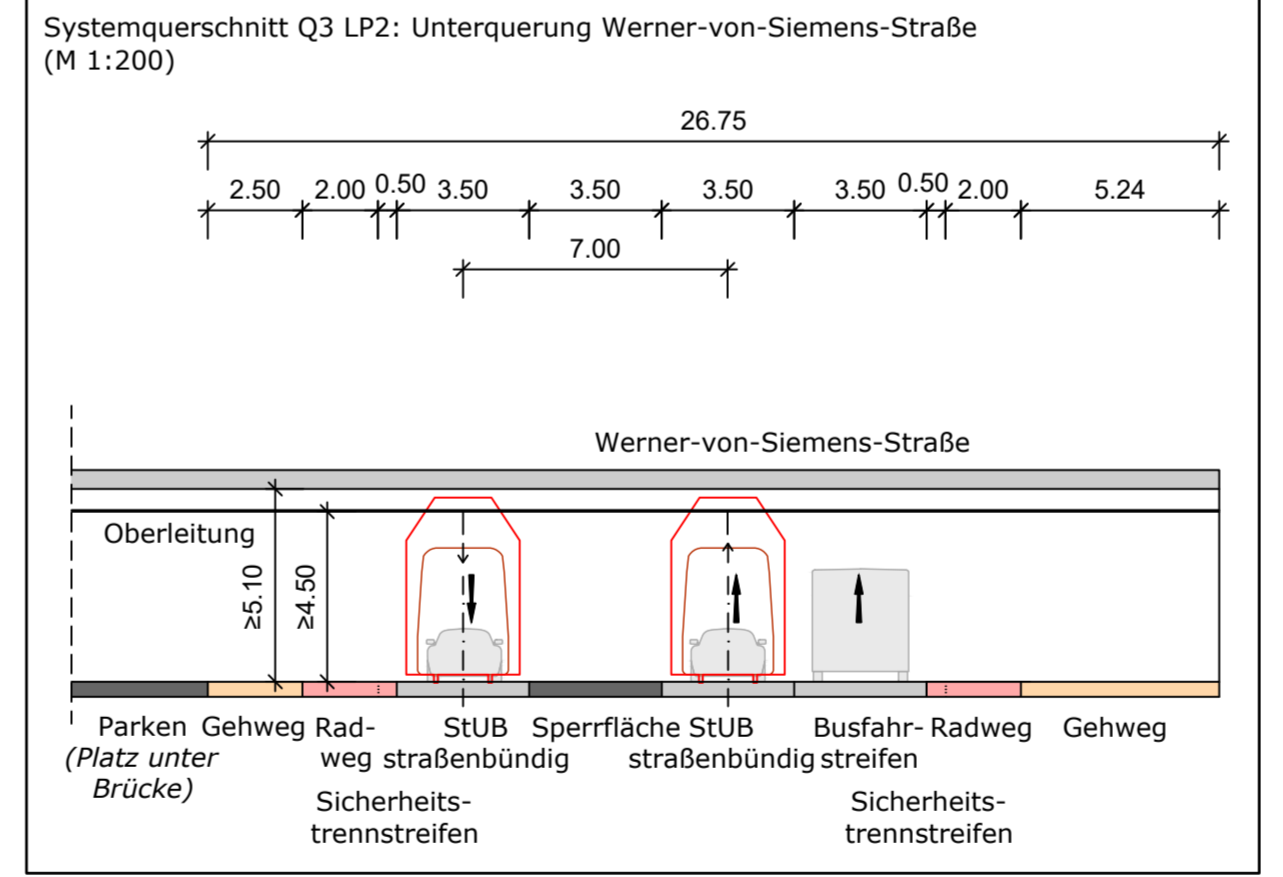 Systemquerschnitt Q3 LP2: Unterquerung Werner-von-Siemens-Straße
(M 1:200)
26.75
2.50 2.00 0.50 3.50 3.50 3.50 3.50 0.50 2.00 5.24
7.00
Werner-von-Siemens-Straße
Oberleitung
≥5.10
≥4.50
Parken Gehweg Rad- StUB Sperrfläche StUB Busfahr- Radweg Gehweg
(Platz unter weg straßenbündig straßenbündig streifen
Brücke)
Sicherheits- Sicherheits-
trennstreifen trennstreifen